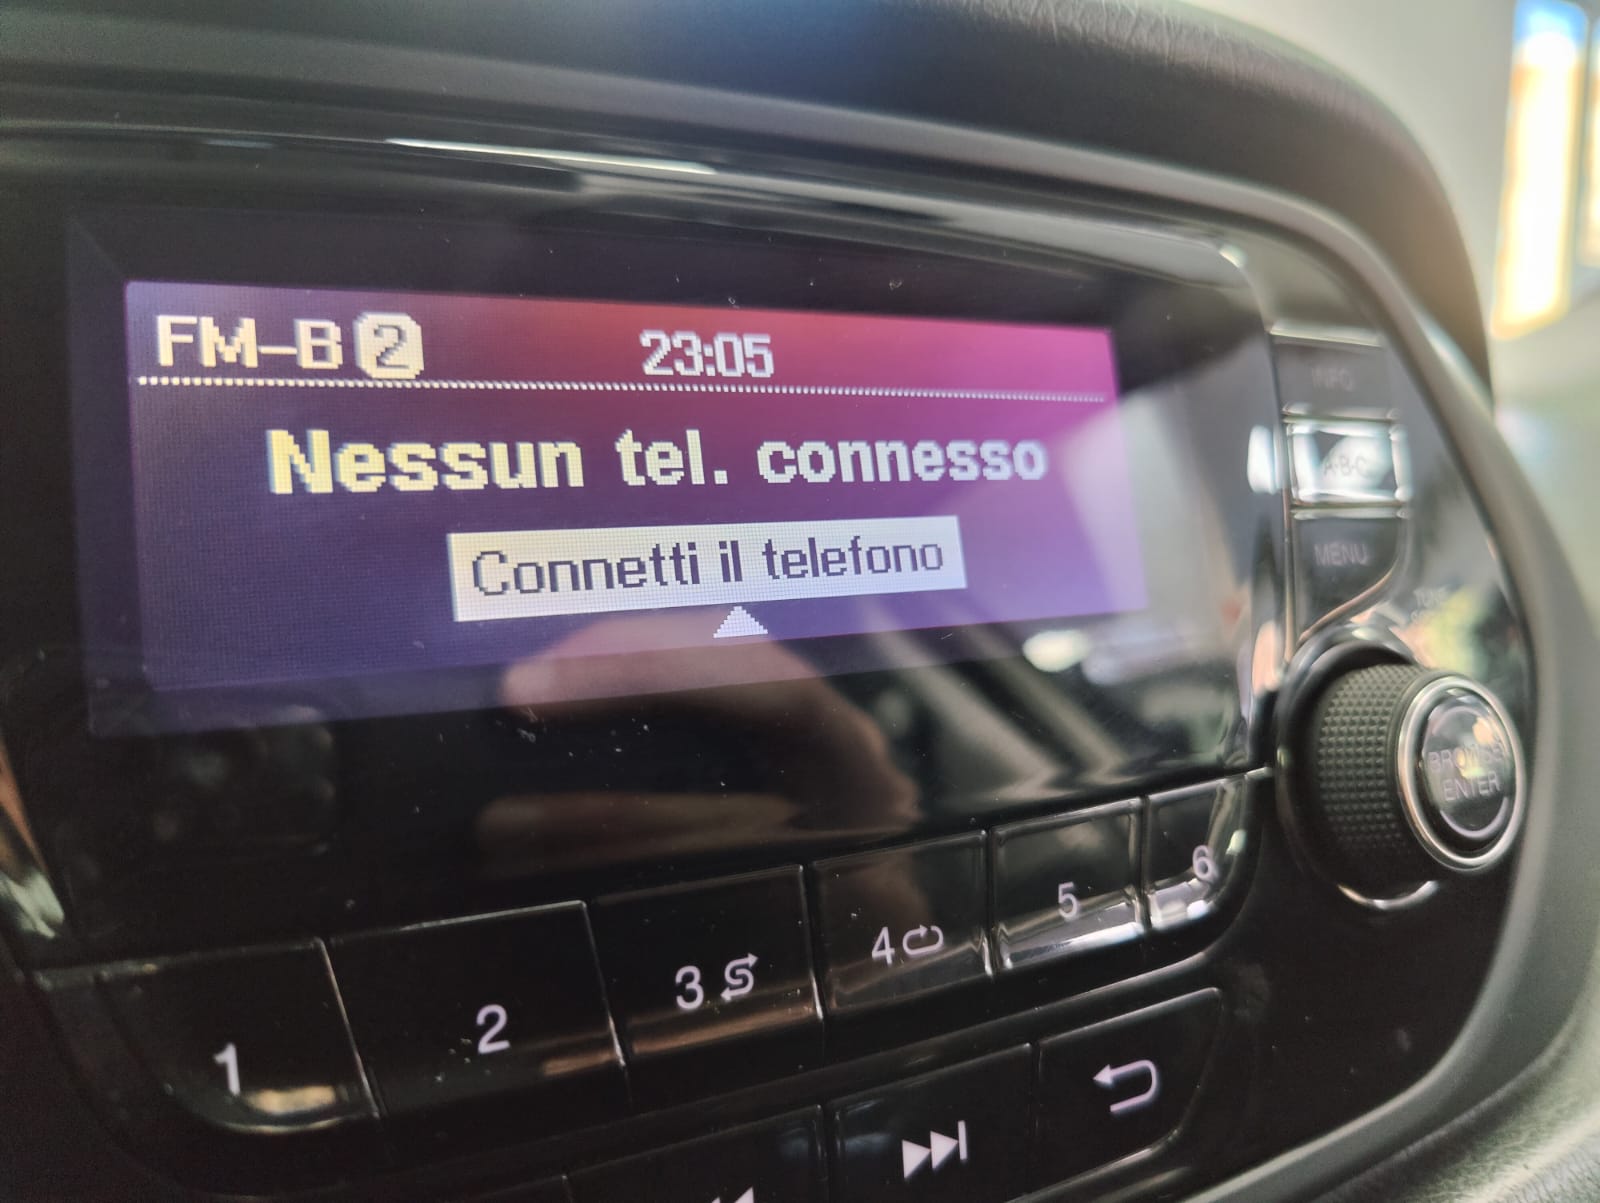 FM-B 2 23:05
Nessun tel. connesso
Connetti il telefono
INFO
A-B-C
MENU
TUNE
BROWSE
ENTER
1
2
3
4
5
6